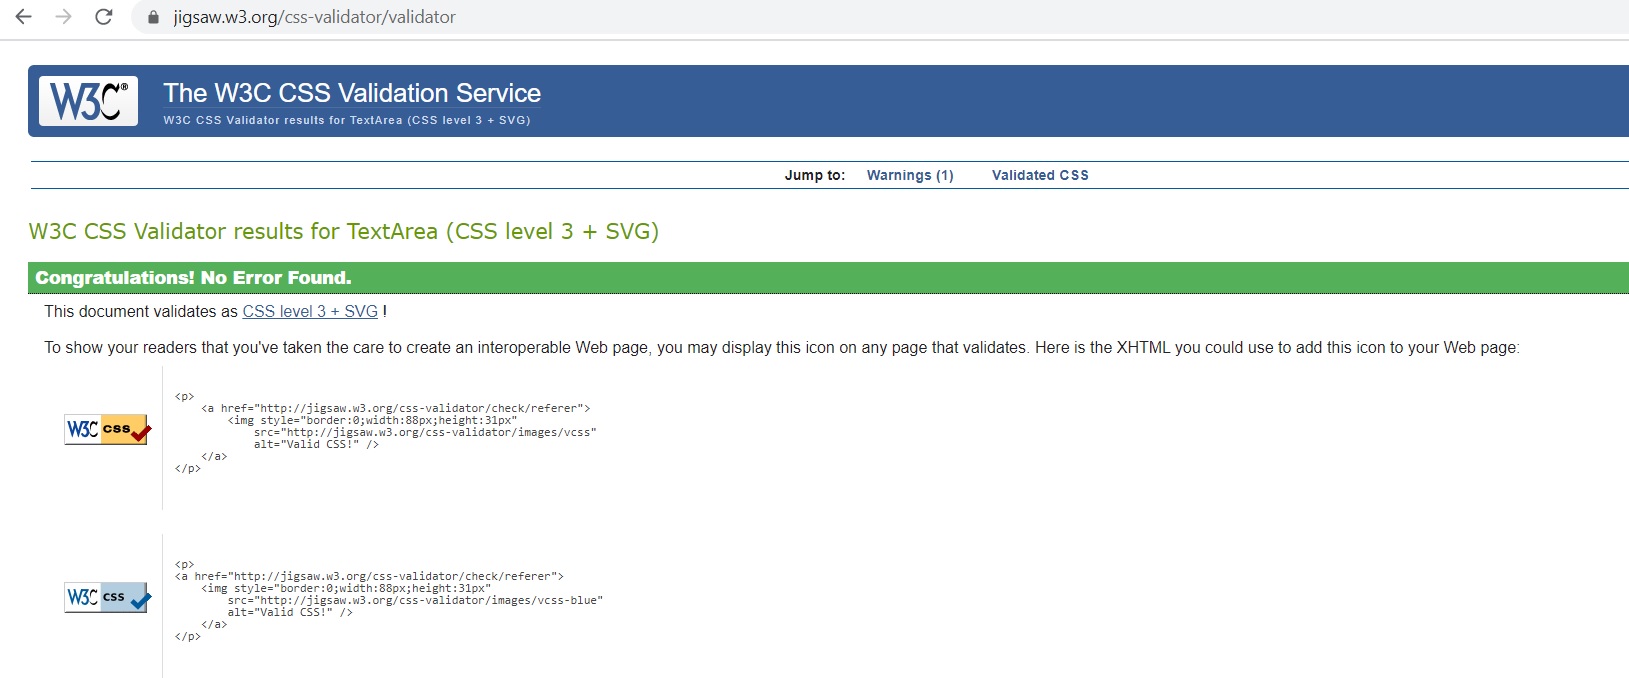 jigsaw.w3.org/css-validator/validator
W3C®
The W3C CSS Validation Service
W3C CSS Validator results for TextArea (CSS level 3 + SVG)
Jump to: Warnings (1) Validated CSS
W3C CSS Validator results for TextArea (CSS level 3 + SVG)
Congratulations! No Error Found.
This document validates as CSS level 3 + SVG !
To show your readers that you've taken the care to create an interoperable Web page, you may display this icon on any page that validates. Here is the XHTML you could use to add this icon to your Web page:
W3C css
<p>
<a href="http://jigsaw.w3.org/css-validator/check/referer">
<img style="border:0;width:88px;height:31px"
src="http://jigsaw.w3.org/css-validator/images/vcss"
alt="Valid CSS!" />
</a>
</p>
W3C css
<p>
<a href="http://jigsaw.w3.org/css-validator/check/referer">
<img style="border:0;width:88px;height:31px"
src="http://jigsaw.w3.org/css-validator/images/vcss-blue"
alt="Valid CSS!" />
</a>
</p>